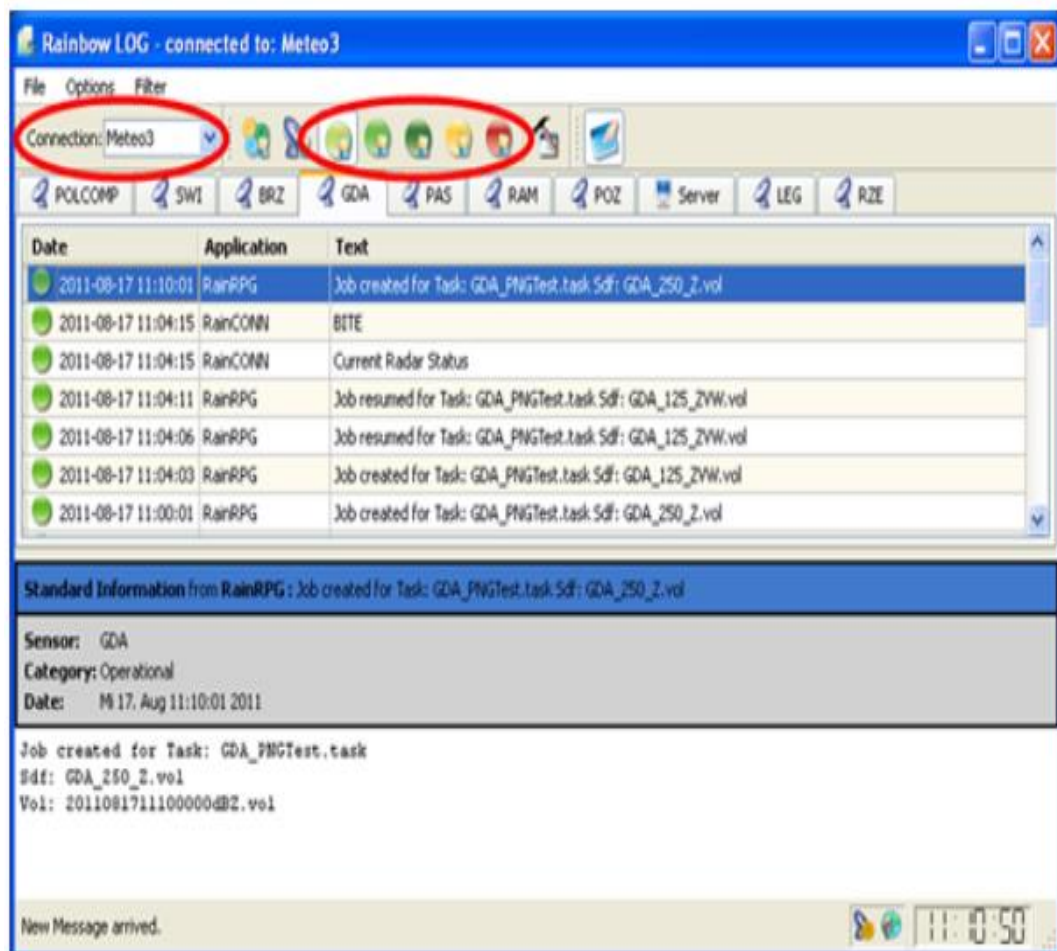 Rainbow LOG - connected to: Meteo3
File Options Filter
Connection: Meteo3
POLCOMP SWI BRZ GDA PAS RAM POZ Server LEG RZE
Date Application Text
2011-08-17 11:10:01 RainRPG Job created for Task: GDA_PNGTest.task Sdf: GDA_250_Z.vol
2011-08-17 11:04:15 RainCONN BITE
2011-08-17 11:04:15 RainCONN Current Radar Status
2011-08-17 11:04:11 RainRPG Job resumed for Task: GDA_PNGTest.task Sdf: GDA_125_ZVW.vol
2011-08-17 11:04:06 RainRPG Job resumed for Task: GDA_PNGTest.task Sdf: GDA_125_ZVW.vol
2011-08-17 11:04:03 RainRPG Job created for Task: GDA_PNGTest.task Sdf: GDA_125_ZVW.vol
2011-08-17 11:00:01 RainRPG Job created for Task: GDA_PNGTest.task Sdf: GDA_250_Z.vol
Standard Information from RainRPG : Job created for Task: GDA_PNGTest.task Sdf: GDA_250_Z.vol
Sensor: GDA
Category: Operational
Date: Mi 17. Aug 11:10:01 2011
Job created for Task: GDA_PNGTest.task
Sdf: GDA_250_Z.vol
Vol: 2011081711100000dBZ.vol
New Message arrived. 11:10:50